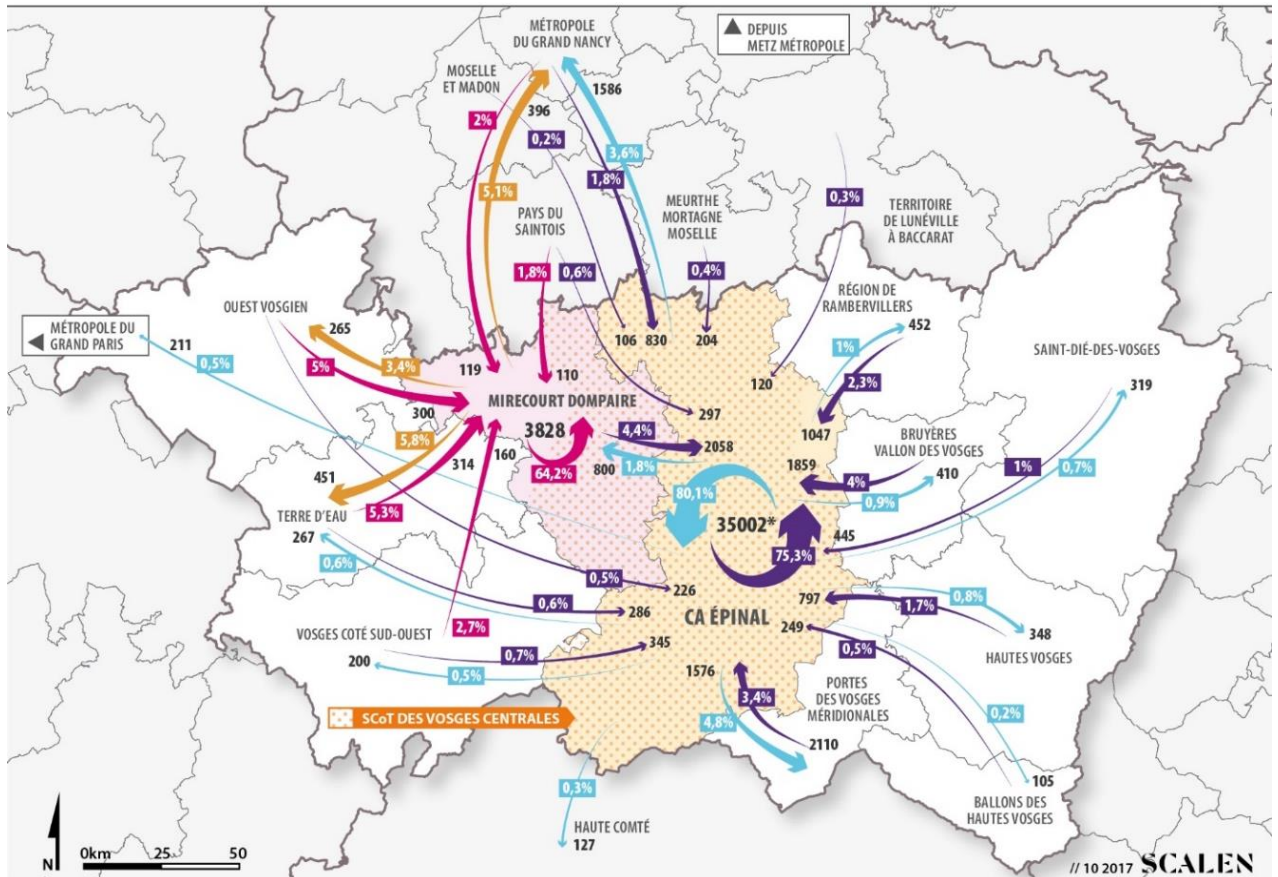 MÉTROPOLE
DU GRAND NANCY
DEPUIS
METZ MÉTROPOLE
MOSELLE
ET MADON
1586
396
2%
0,2%
3,6%
1,8%
5,1%
PAYS DU
SAINTOIS
MEURTHE
MORTAGNE
MOSELLE
0,3%
TERRITOIRE
DE LUNÉVILLE
À BACCARAT
1,8%
0,6%
0,4%
OUEST VOSGIEN
RÉGION DE
RAMBERVILLERS
MÉTROPOLE DU
GRAND PARIS
211
265
452
0,5%
5%
3,4%
119
110
106
830
204
1%
SAINT-DIÉ-DES-VOSGES
120
2,3%
319
300
MIRECOURT DOMPAIRE
297
3828
4,4%
2058
1047
BRUYÈRES
VALLON DES VOSGES
5,8%
314
160
64,2%
800
1,8%
1859
410
1%
0,7%
451
4%
0,9%
80,1%
TERRE D'EAU
5,3%
35002*
267
445
75,3%
0,6%
0,5%
226
797
0,8%
0,6%
286
CA ÉPINAL
1,7%
VOSGES COTÉ SUD-OUEST
2,7%
345
249
348
200
0,7%
0,5%
HAUTES VOSGES
0,5%
1576
PORTES
DES VOSGES
MÉRIDIONALES
3,4%
0,2%
SCoT DES VOSGES CENTRALES
4,8%
2110
105
0,3%
BALLONS DES
HAUTES VOSGES
HAUTE COMTÉ
127
N
0km 25 50
// 10 2017 SCALEN